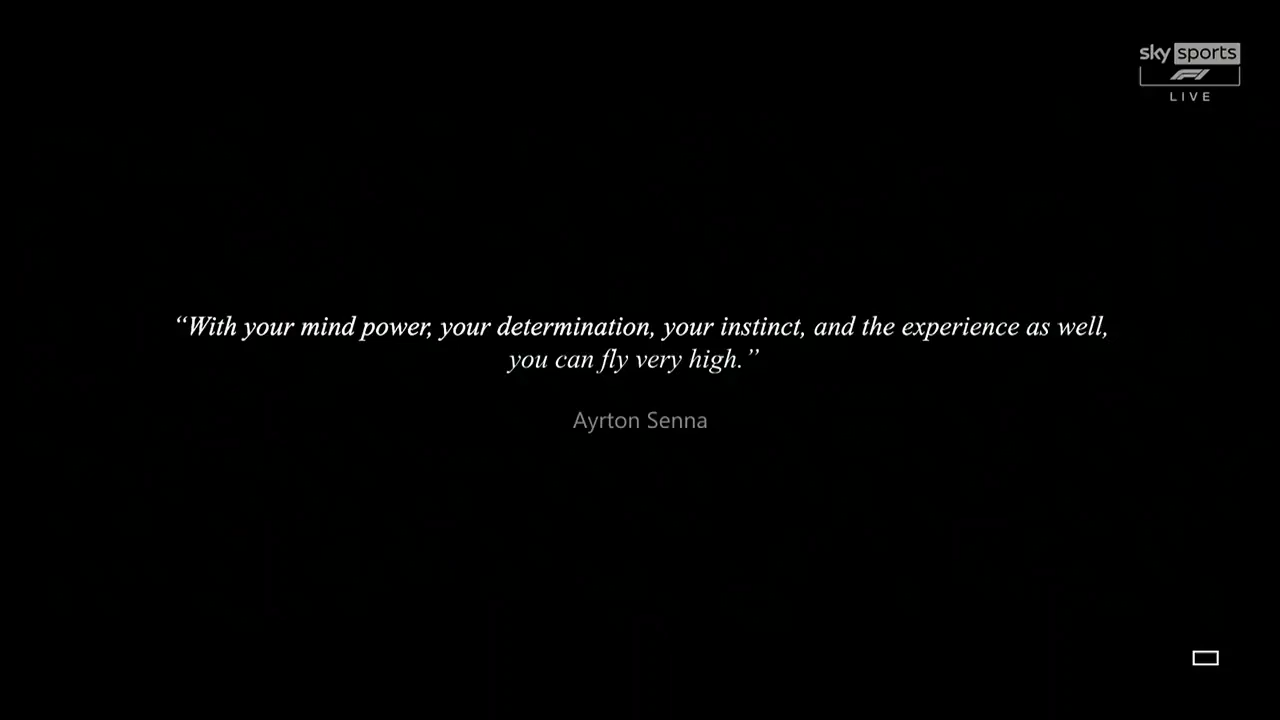 sky sports
F1
LIVE
“With your mind power, your determination, your instinct, and the experience as well,
you can fly very high.”
Ayrton Senna